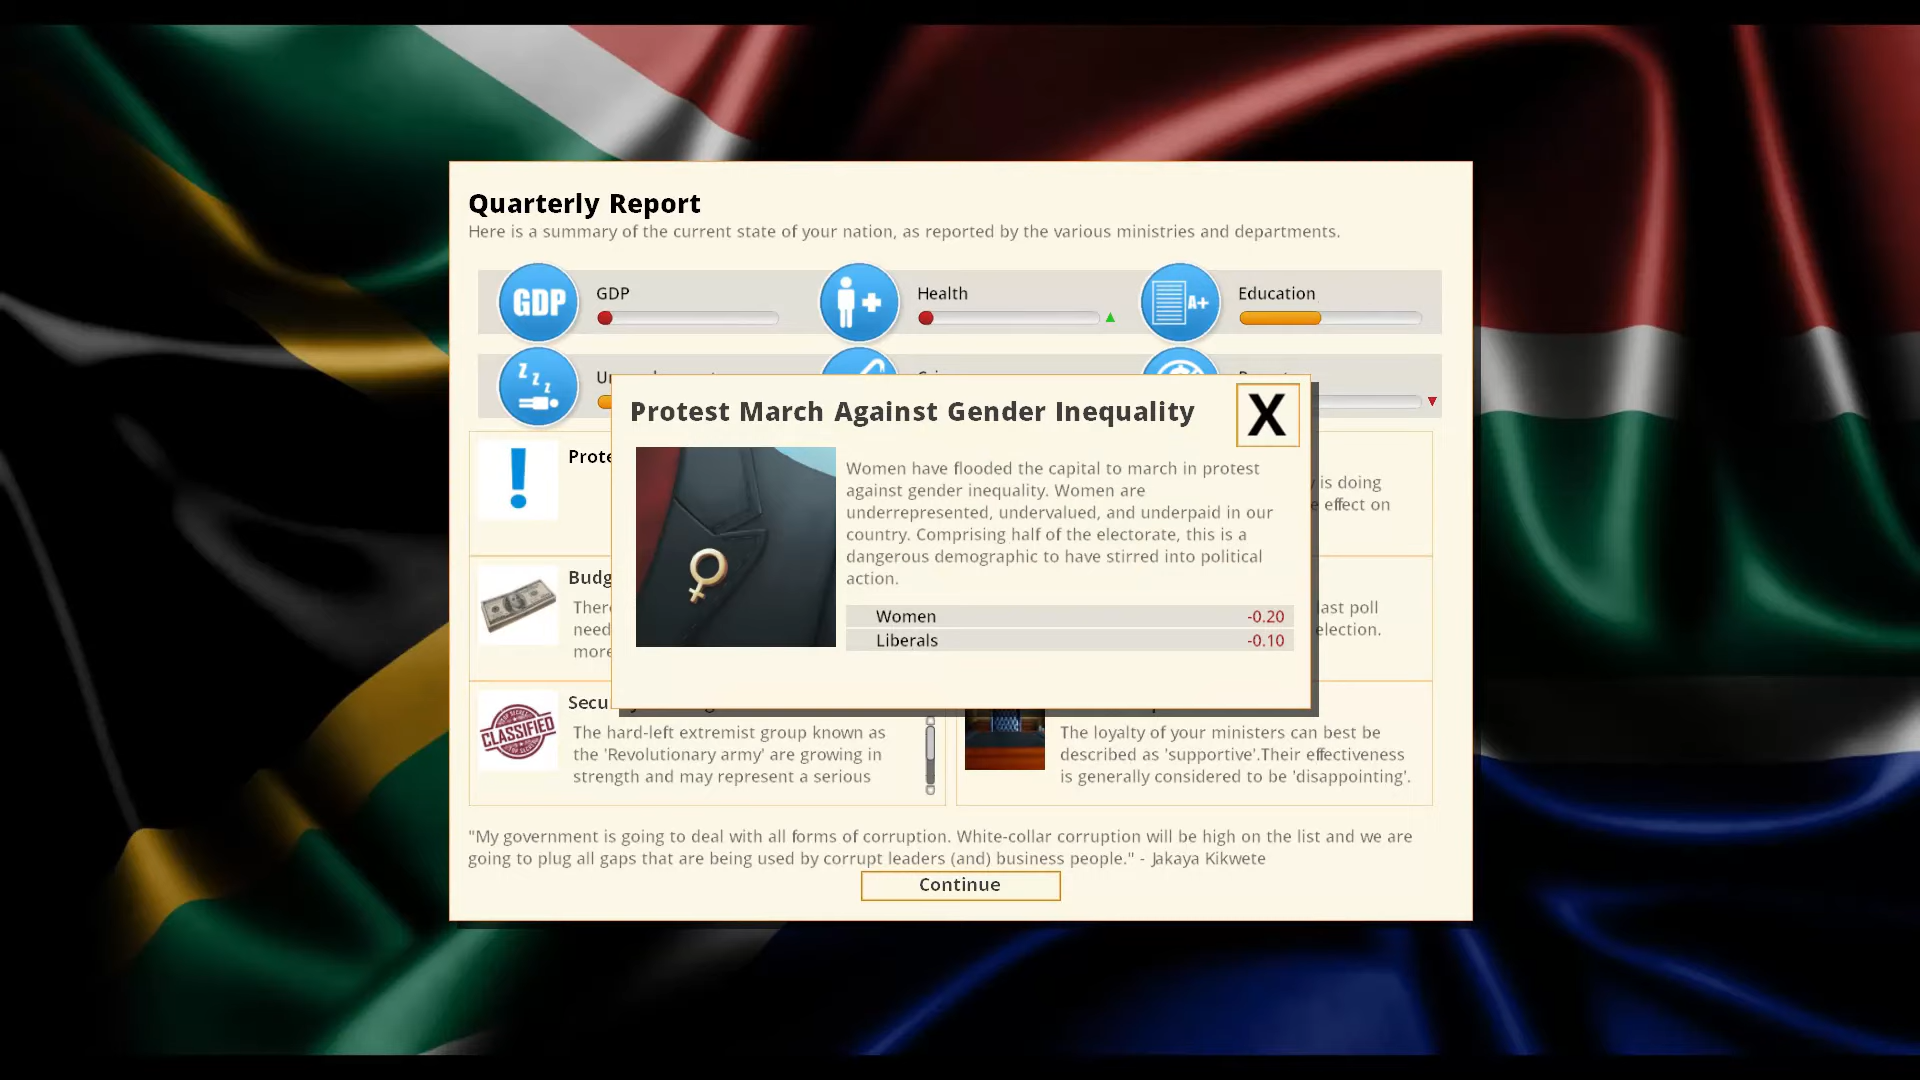 Quarterly Report
Here is a summary of the current state of your nation, as reported by the various ministries and departments.
GDP
GDP
Health
A+
Education
z z z
Protest March Against Gender Inequality
X
Women have flooded the capital to march in protest
against gender inequality. Women are
underrepresented, undervalued, and underpaid in our
country. Comprising half of the electorate, this is a
dangerous demographic to have stirred into political
action.
Women -0.20
Liberals -0.10
Prote
is doing
effect on
Budg
There
need
more
last poll
election.
CLASSIFIED
The hard-left extremist group known as
the 'Revolutionary army' are growing in
strength and may represent a serious
The loyalty of your ministers can best be
described as 'supportive'.Their effectiveness
is generally considered to be 'disappointing'.
"My government is going to deal with all forms of corruption. White-collar corruption will be high on the list and we are
going to plug all gaps that are being used by corrupt leaders (and) business people." - Jakaya Kikwete
Continue